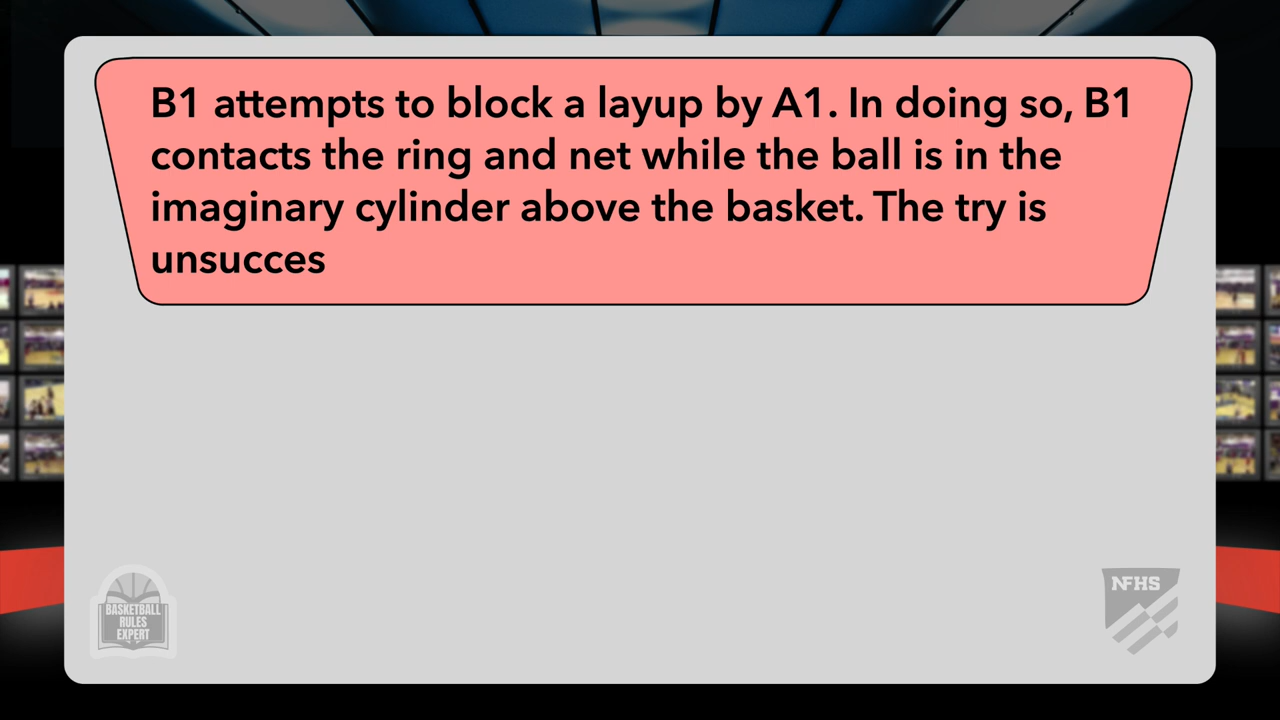 B1 attempts to block a layup by A1. In doing so, B1
contacts the ring and net while the ball is in the
imaginary cylinder above the basket. The try is
unsucces
BASKETBALL
RULES
EXPERT
NFHS